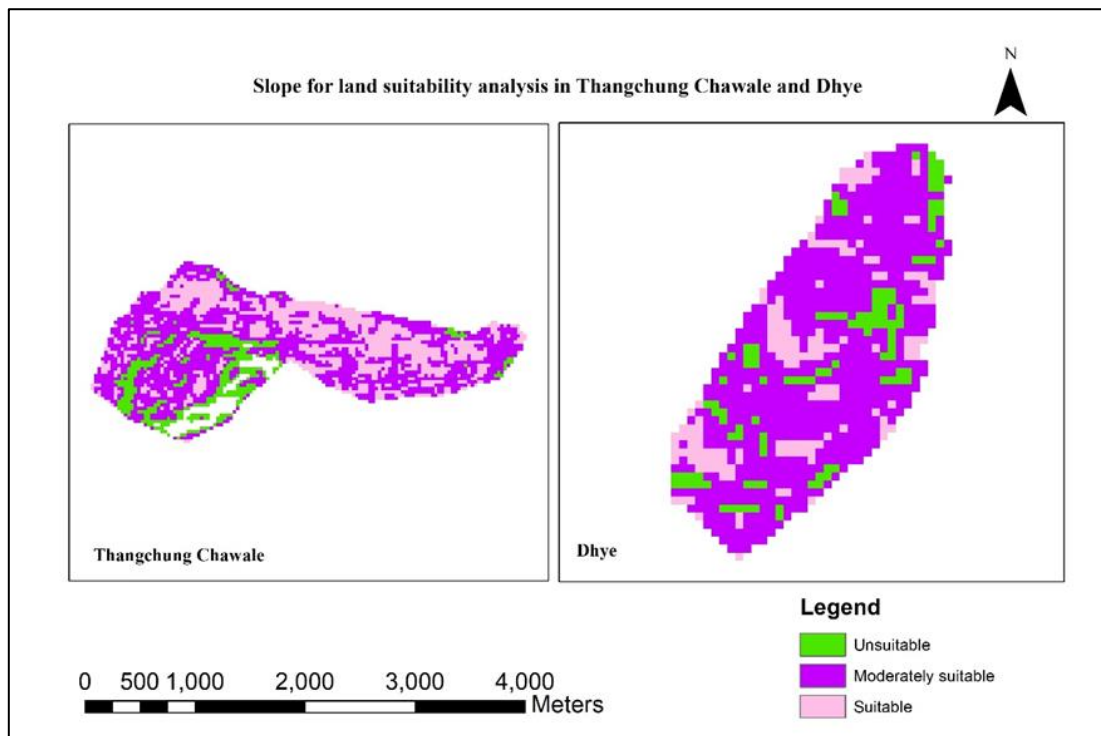 N
Slope for land suitability analysis in Thangchung Chawale and Dhye
Thangchung Chawale
Dhye
Legend
Unsuitable
Moderately suitable
Suitable
0 500 1,000 2,000 3,000 4,000
Meters